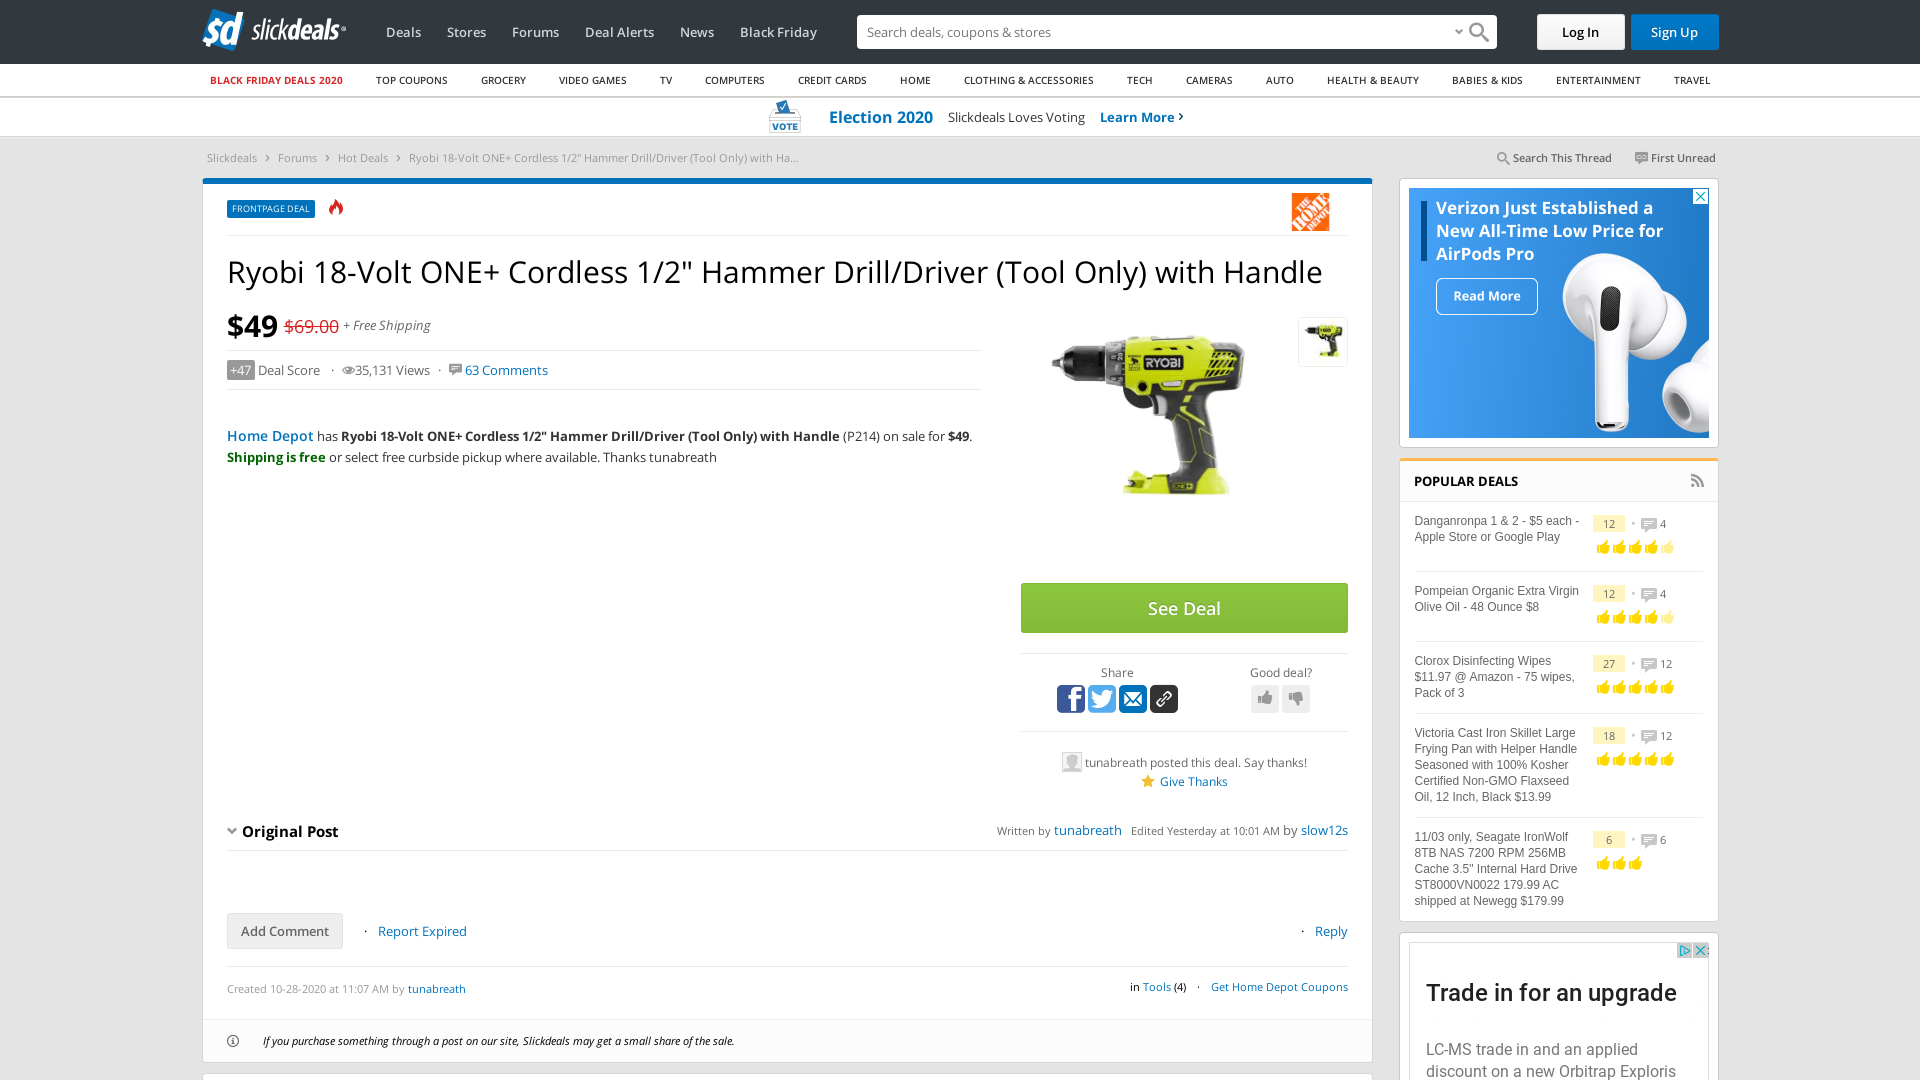 sd slickdeals
Deals Stores Forums Deal Alerts News Black Friday
Search deals, coupons & shops
Log In Sign Up
BLACK FRIDAY DEALS 2020 TOP COUPONS GROCERY VIDEO GAMES TV COMPUTERS CREDIT CARDS HOME CLOTHING & ACCESSORIES TECH CAMERAS AUTO HEALTH & BEAUTY BABIES & KIDS ENTERTAINMENT TRAVEL
VOTE Election 2020 Slickdeals Loves Voting Learn More
Slickdeals › Forums › Hot Deals › Ryobi 18-Volt ONE+ Cordless 1/2" Hammer Drill/Driver (Tool Only) with Ha...
Search This Thread First Unread
FRONTPAGE DEAL
THE HOME DEPOT
Ryobi 18-Volt ONE+ Cordless 1/2" Hammer Drill/Driver (Tool Only) with Handle
$49 $69.00 + Free Shipping
+47 Deal Score · 35,131 Views · 63 Comments
Home Depot has Ryobi 18-Volt ONE+ Cordless 1/2" Hammer Drill/Driver (Tool Only) with Handle (P214) on sale for $49.
Shipping is free or select free curbside pickup where available. Thanks tunabreath
RYOBI
See Deal
Share Good deal?
tunabreath posted this deal. Say thanks!
Give Thanks
Original Post
Written by tunabreath Edited Yesterday at 10:01 AM by slow12s
Add Comment · Report Expired · Reply
Created 10-28-2020 at 11:07 AM by tunabreath
in Tools (4) · Get Home Depot Coupons
If you purchase something through a post on our site, Slickdeals may get a small share of the sale.
Verizon Just Established a
New All-Time Low Price for
AirPods Pro
Read More
POPULAR DEALS
Danganronpa 1 & 2 - $5 each -
Apple Store or Google Play
12 · 4
Pompeian Organic Extra Virgin
Olive Oil - 48 Ounce $8
12 · 4
Clorox Disinfecting Wipes
$11.97 @ Amazon - 75 wipes,
Pack of 3
27 · 12
Victoria Cast Iron Skillet Large
Frying Pan with Helper Handle
Seasoned with 100% Kosher
Certified Non-GMO Flaxseed
Oil, 12 Inch, Black $13.99
18 · 12
11/03 only, Seagate IronWolf
8TB NAS 7200 RPM 256MB
Cache 3.5" Internal Hard Drive
ST8000VN0022 179.99 AC
shipped at Newegg $179.99
6 · 6
Trade in for an upgrade
LC-MS trade in and an applied
discount on a new Orbitrap Exploris